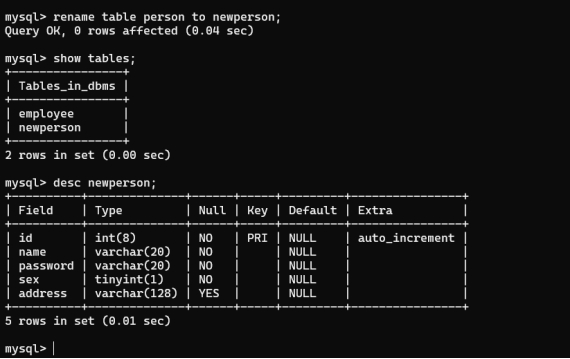 mysql> rename table person to newperson;
Query OK, 0 rows affected (0.04 sec)
mysql> show tables;
+----------------+
| Tables_in_dbms |
+----------------+
| employee       |
| newperson      |
+----------------+
2 rows in set (0.00 sec)
mysql> desc newperson;
+----------+--------------+------+-----+---------+----------------+
| Field    | Type         | Null | Key | Default | Extra          |
+----------+--------------+------+-----+---------+----------------+
| id       | int(8)       | NO   | PRI | NULL    | auto_increment |
| name     | varchar(20)  | NO   |     | NULL    |                |
| password | varchar(20)  | NO   |     | NULL    |                |
| sex      | tinyint(1)   | NO   |     | NULL    |                |
| address  | varchar(128) | YES  |     | NULL    |                |
+----------+--------------+------+-----+---------+----------------+
5 rows in set (0.01 sec)
mysql>